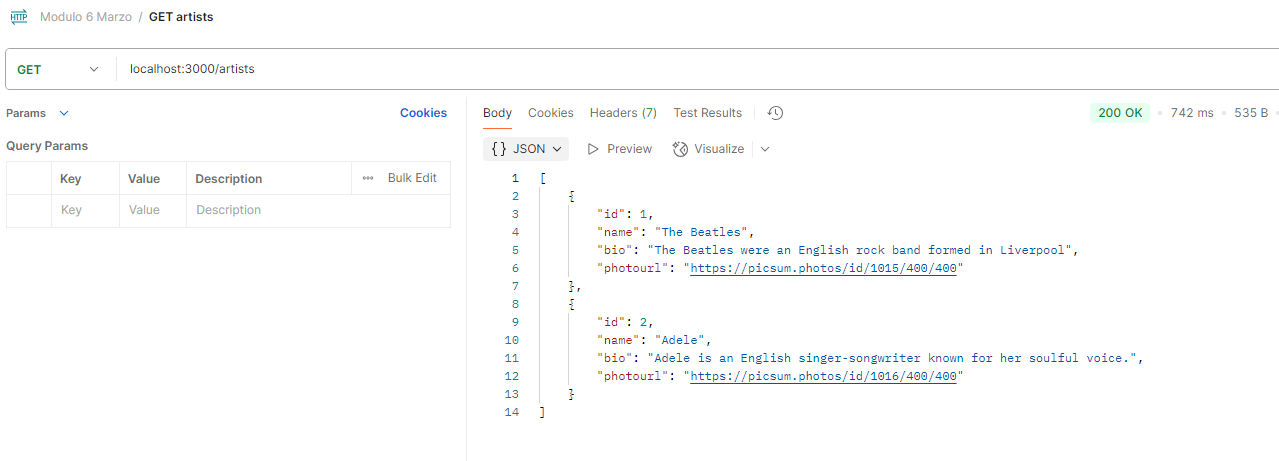 HTTP Modulo 6 Marzo / GET artists
GET localhost:3000/artists
Params Cookies
Query Params
Key Value Description ••• Bulk Edit
Key Value Description
Body Cookies Headers (7) Test Results 200 OK • 742 ms • 535 B •
{} JSON Preview Visualize
1 [
2 {
3 "id": 1,
4 "name": "The Beatles",
5 "bio": "The Beatles were an English rock band formed in Liverpool",
6 "photourl": "https://picsum.photos/id/1015/400/400"
7 },
8 {
9 "id": 2,
10 "name": "Adele",
11 "bio": "Adele is an English singer-songwriter known for her soulful voice.",
12 "photourl": "https://picsum.photos/id/1016/400/400"
13 }
14 ]